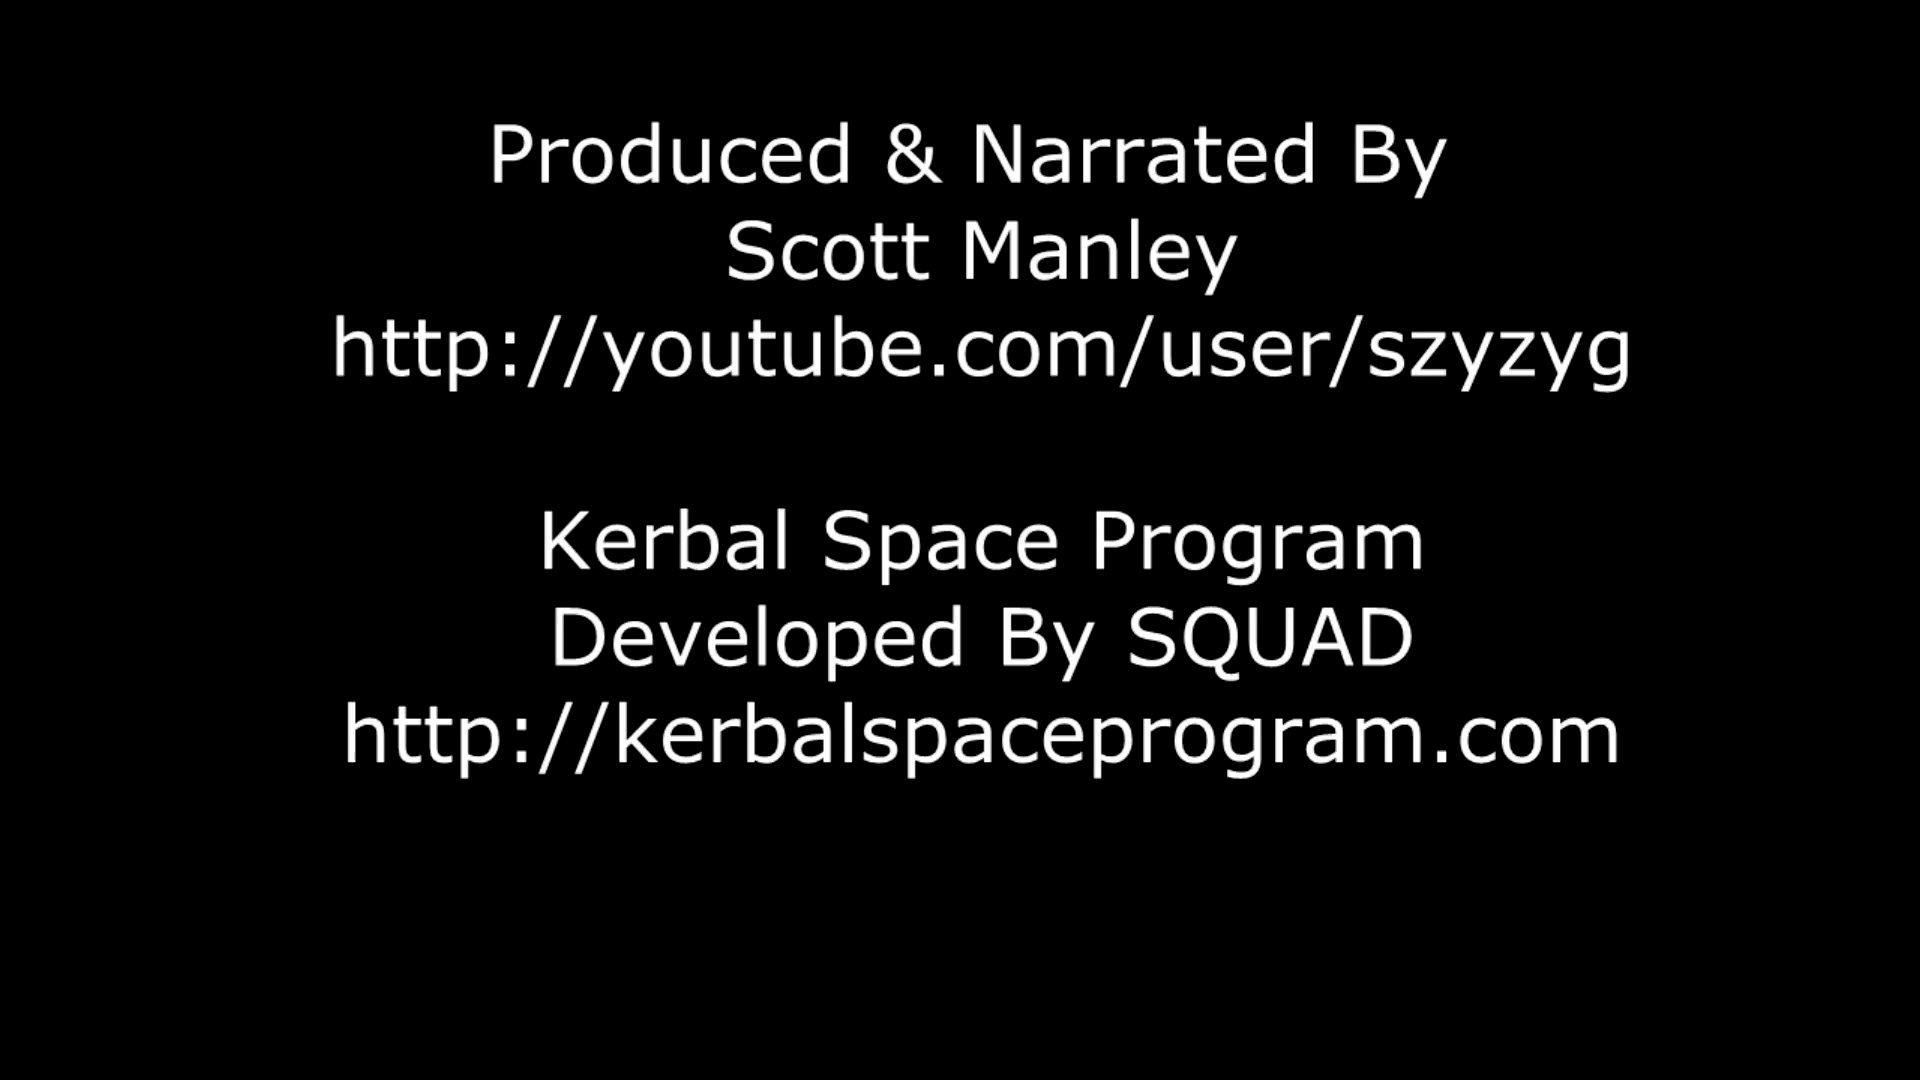 Produced & Narrated By
Scott Manley
http://youtube.com/user/szyzyg
Kerbal Space Program
Developed By SQUAD
http://kerbalspaceprogram.com